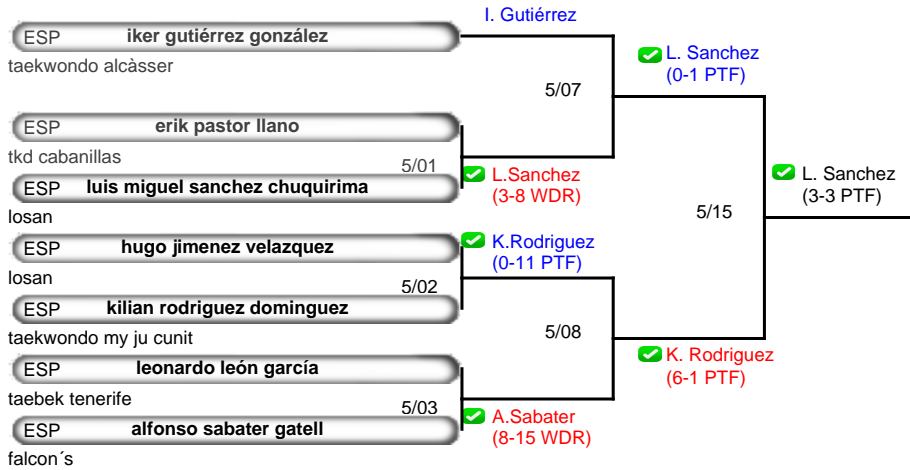 I. Gutiérrez
ESP iker gutiérrez gonzález
taekwondo alcàsser
L. Sanchez
(0-1 PTF)
5/07
ESP erik pastor llano
tkd cabanillas
5/01
L.Sanchez
(3-8 WDR)
ESP luis miguel sanchez chuquirima
losan
L. Sanchez
(3-3 PTF)
5/15
ESP hugo jimenez velazquez
losan
K.Rodriguez
(0-11 PTF)
5/02
ESP kilian rodriguez dominguez
taekwondo my ju cunit
5/08
K. Rodriguez
(6-1 PTF)
ESP leonardo león garcía
taebek tenerife
5/03
A.Sabater
(8-15 WDR)
ESP alfonso sabater gatell
falcon´s